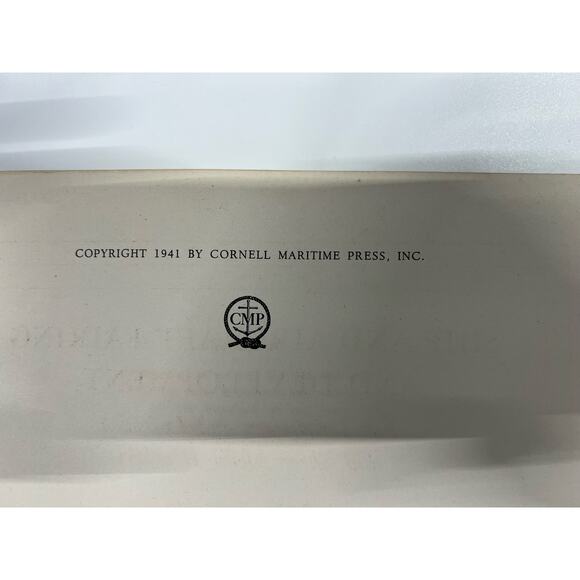 COPYRIGHT 1941 BY CORNELL MARITIME PRESS, INC.
CMP